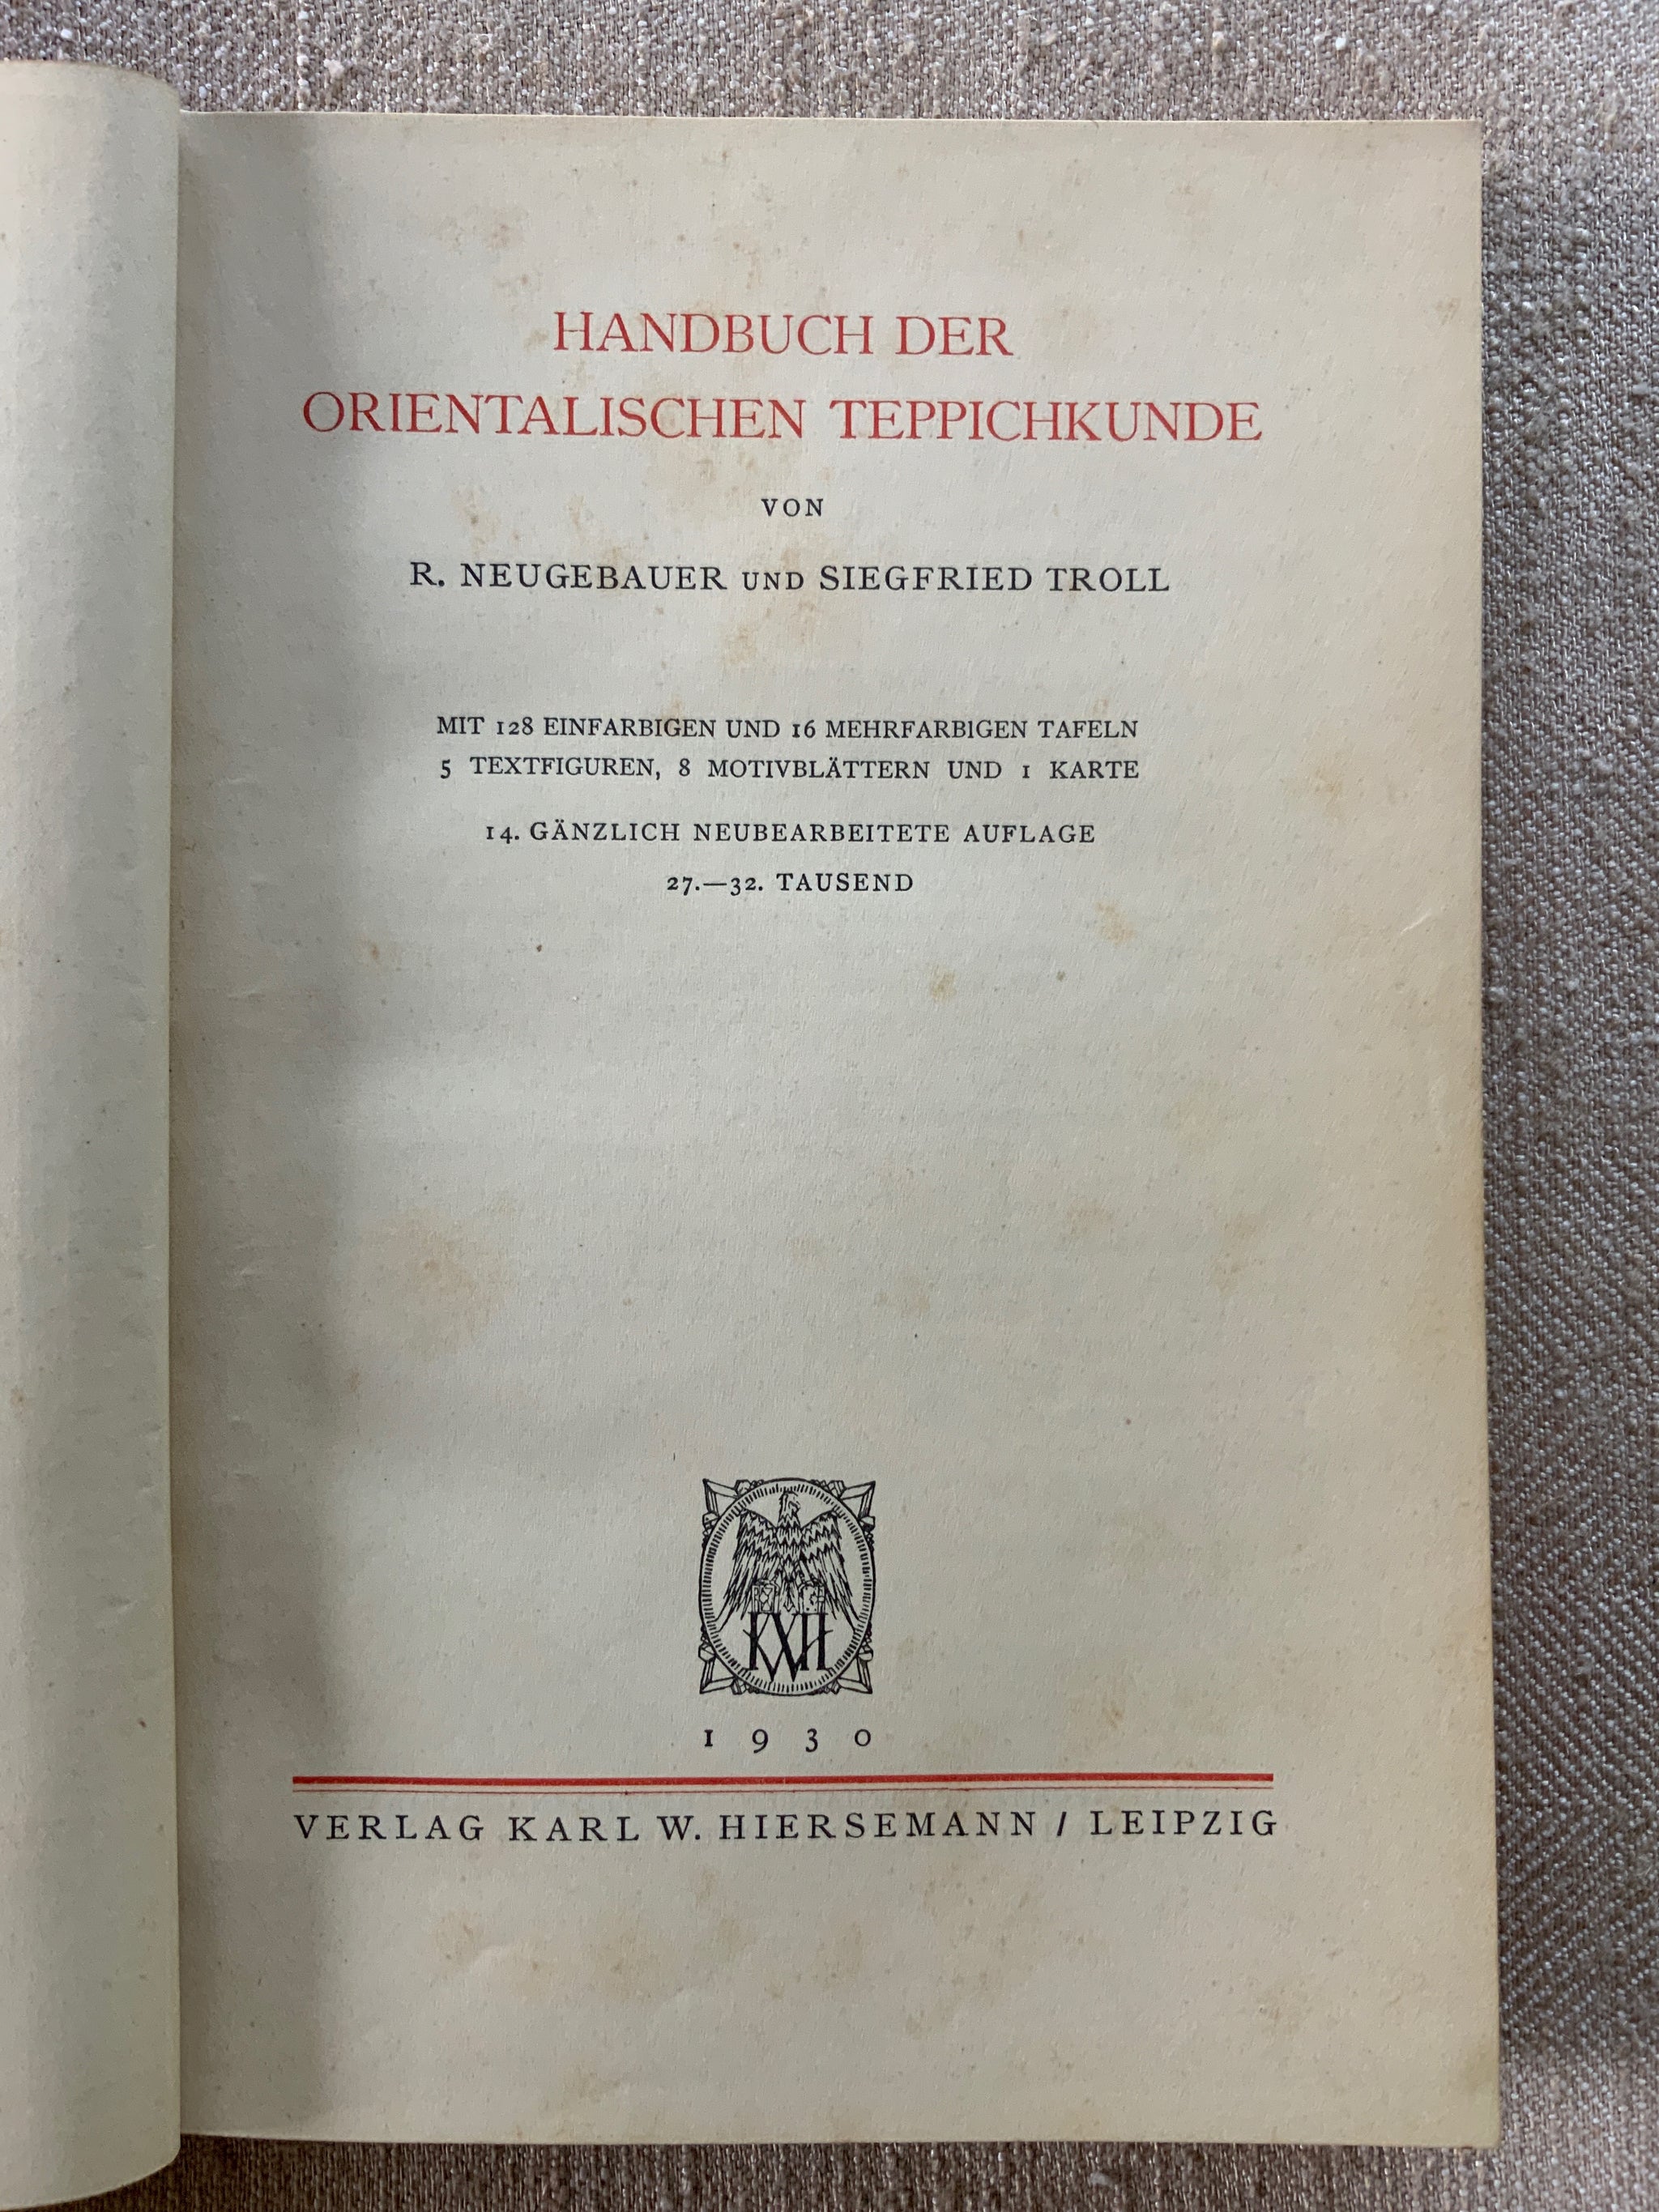 HANDBUCH DER
ORIENTALISCHEN TEPPICHKUNDE
VON
R. NEUGEBAUER UND SIEGFRIED TROLL
MIT 128 EINFARBIGEN UND 16 MEHRFARBIGEN TAFELN
5 TEXTFIGUREN, 8 MOTIVBLÄTTERN UND 1 KARTE
14. GÄNZLICH NEUBEARBEITETE AUFLAGE
27.—32. TAUSEND
KWH
1930
VERLAG KARL W. HIERSEMANN / LEIPZIG